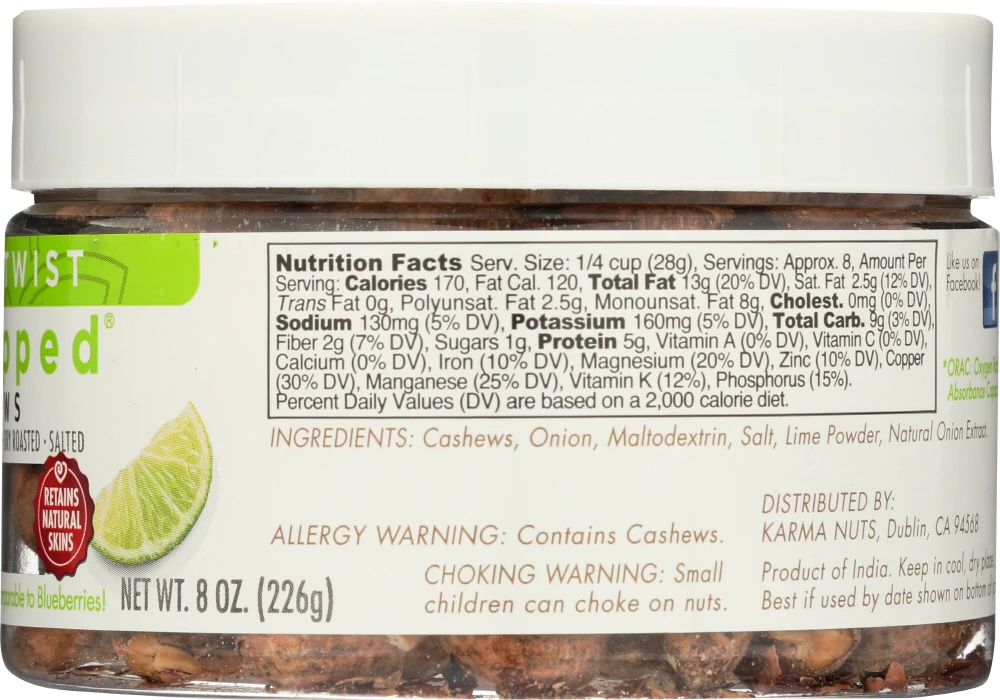 TWIST
pped®
NS
DRY ROASTED · SALTED
RETAINS
NATURAL
SKINS
to Blueberries!
NET WT. 8 OZ. (226g)
Nutrition Facts Serv. Size: 1/4 cup (28g), Servings: Approx. 8, Amount Per
Serving: Calories 170, Fat Cal. 120, Total Fat 13g (20% DV), Sat. Fat 2.5g (12% DV),
Trans Fat 0g, Polyunsat. Fat 2.5g, Monounsat. Fat 8g, Cholest. 0mg (0% DV),
Sodium 130mg (5% DV), Potassium 160mg (5% DV), Total Carb. 9g (3% DV),
Fiber 2g (7% DV), Sugars 1g, Protein 5g, Vitamin A (0% DV), Vitamin C (0% DV),
Calcium (0% DV), Iron (10% DV), Magnesium (20% DV), Zinc (10% DV), Copper
(30% DV), Manganese (25% DV), Vitamin K (12%), Phosphorus (15%).
Percent Daily Values (DV) are based on a 2,000 calorie diet.
INGREDIENTS: Cashews, Onion, Maltodextrin, Salt, Lime Powder, Natural Onion Extract.
ALLERGY WARNING: Contains Cashews.
CHOKING WARNING: Small
children can choke on nuts.
DISTRIBUTED BY:
KARMA NUTS, Dublin, CA 94568
Product of India. Keep in cool, dry place
Best if used by date shown on bottom
Like us on
Facebook!
f
*ORAC: Oxygen
Absorbance